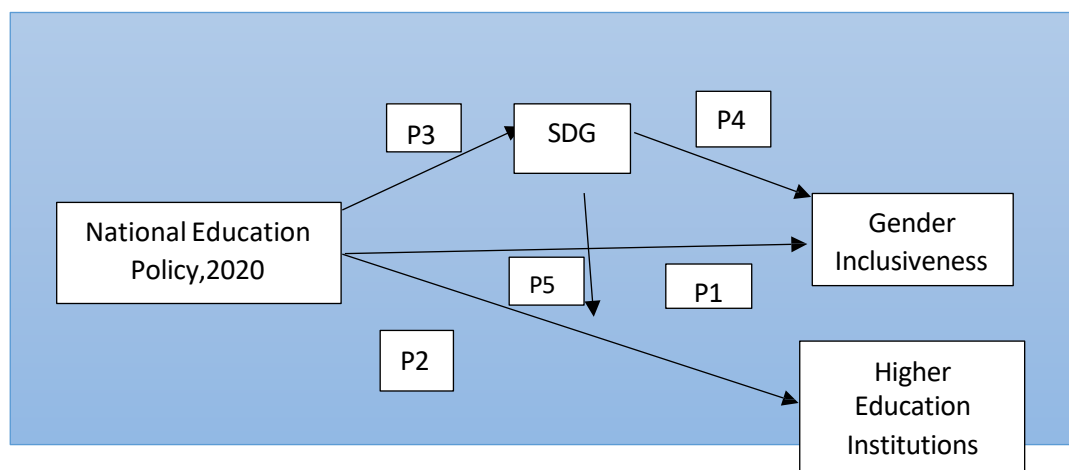 P3
SDG
P4
National Education
Policy,2020
Gender
Inclusiveness
P5
P1
P2
Higher
Education
Institutions